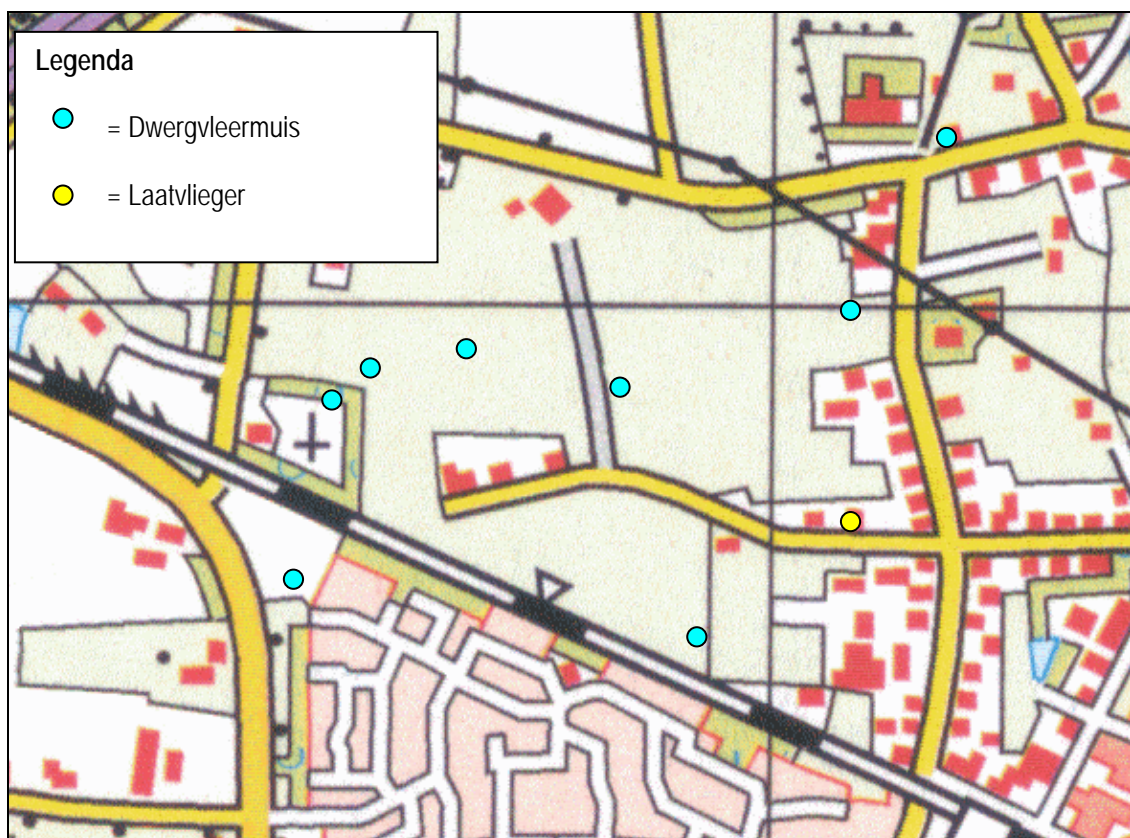 Legenda
= Dwergvleermuis
= Laatvlieger